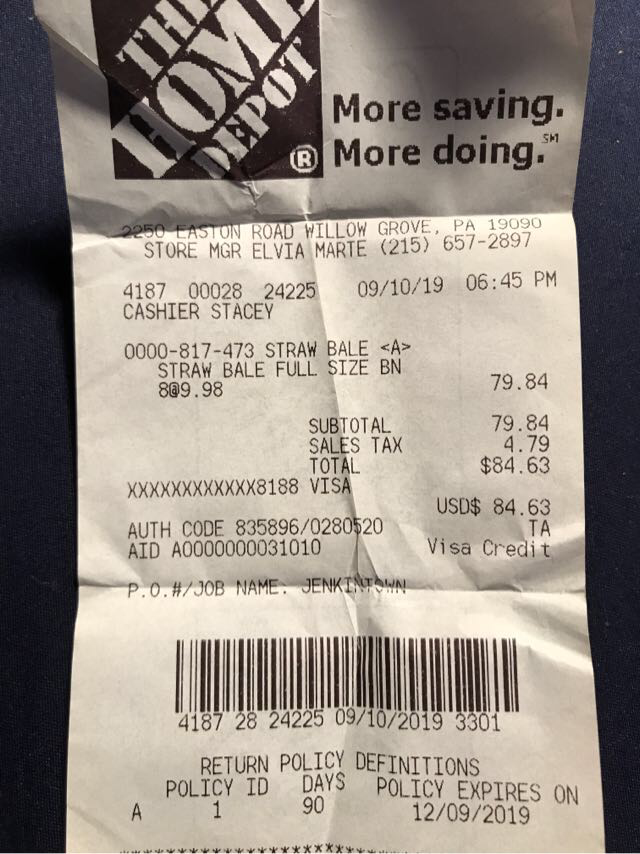 THE
HOME
DEPOT
®
More saving.
More doing.℠
2250 EASTON ROAD WILLOW GROVE, PA 19090
STORE MGR ELVIA MARTE (215) 657-2897
4187 00028 24225 09/10/19 06:45 PM
CASHIER STACEY
0000-817-473 STRAW BALE <A>
STRAW BALE FULL SIZE BN
8@9.98 79.84
SUBTOTAL 79.84
SALES TAX 4.79
TOTAL $84.63
XXXXXXXXXXXX8188 VISA
USD$ 84.63
AUTH CODE 835896/0280520 TA
AID A0000000031010 Visa Credit
P.O.#/JOB NAME: JENKINTOWN
4187 28 24225 09/10/2019 3301
RETURN POLICY DEFINITIONS
POLICY ID DAYS POLICY EXPIRES ON
A 1 90 12/09/2019